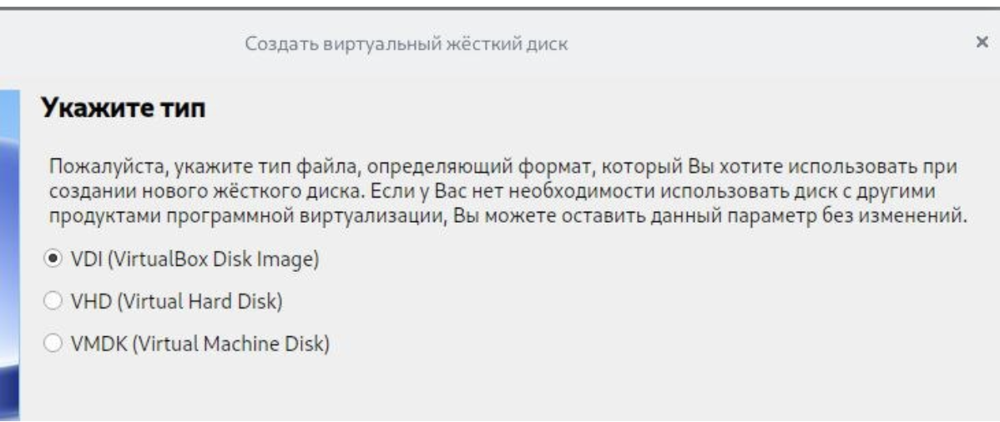 Создать виртуальный жёсткий диск
Укажите тип
Пожалуйста, укажите тип файла, определяющий формат, который Вы хотите использовать при
создании нового жёсткого диска. Если у Вас нет необходимости использовать диск с другими
продуктами программной виртуализации, Вы можете оставить данный параметр без изменений.
VDI (VirtualBox Disk Image)
VHD (Virtual Hard Disk)
VMDK (Virtual Machine Disk)